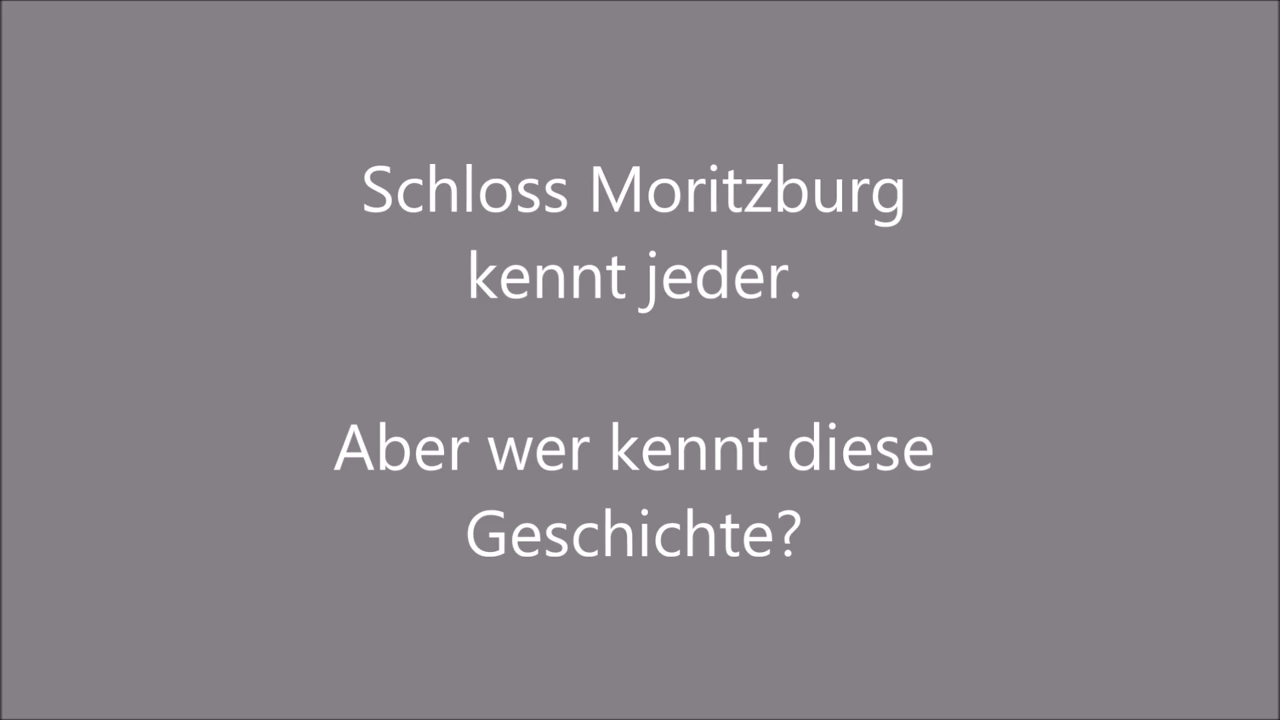 Schloss Moritzburg
kennt jeder.
Aber wer kennt diese
Geschichte?